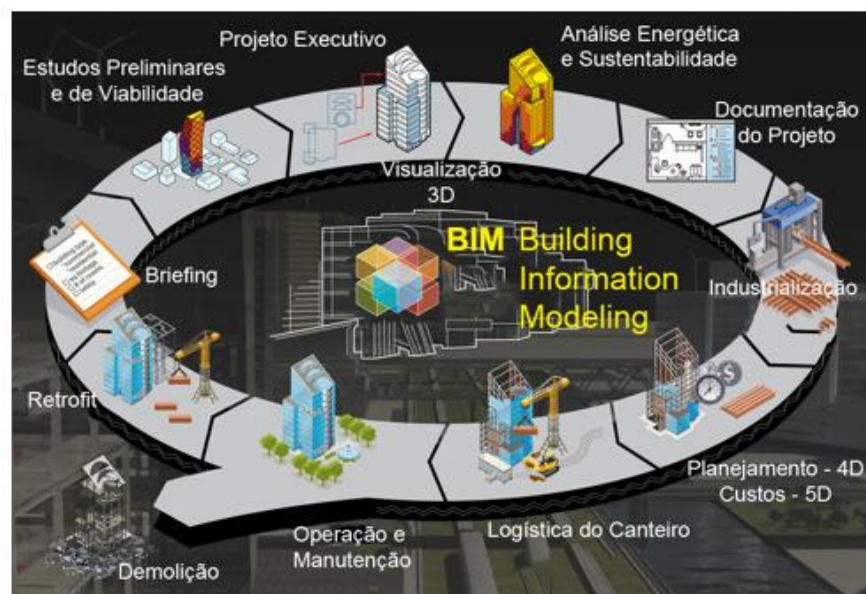 Projeto Executivo
Análise Energética
e Sustentabilidade
Estudos Preliminares
e de Viabilidade
Documentação
do Projeto
Visualização
3D
BIM Building
Information
Modeling
Briefing
Industrialização
Retrofit
Planejamento - 4D
Custos - 5D
Logística do Canteiro
Operação e
Manutenção
Demolição